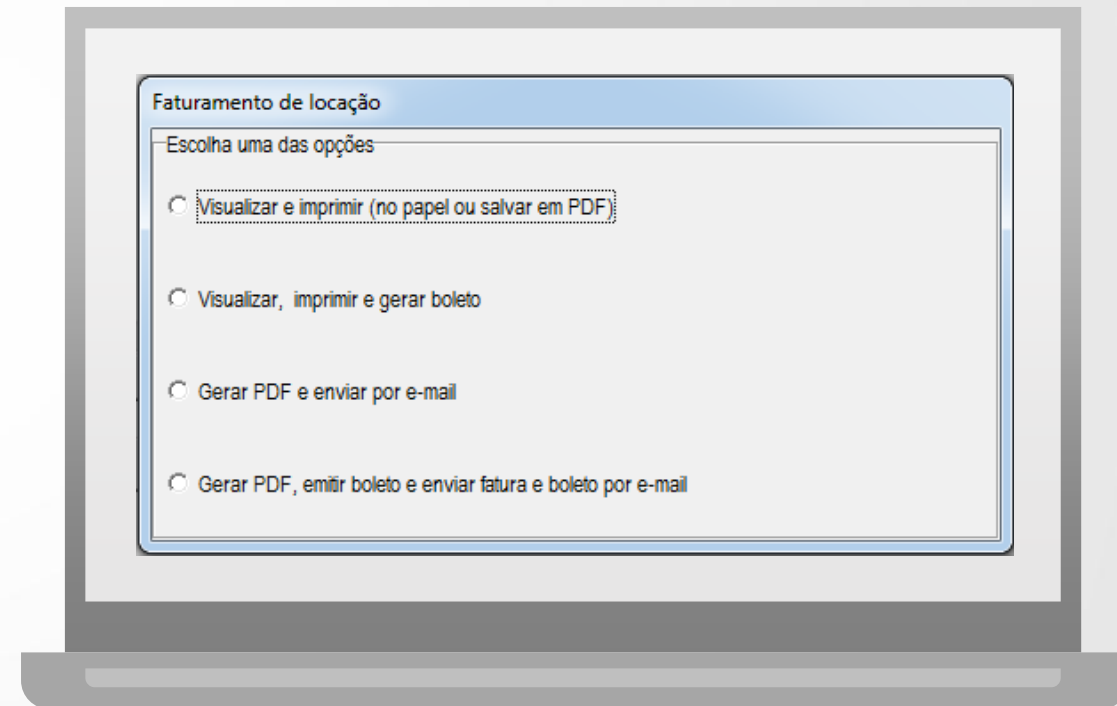 Faturamento de locação
Escolha uma das opções
Visualizar e imprimir (no papel ou salvar em PDF)
Visualizar,  imprimir e gerar boleto
Gerar PDF e enviar por e-mail
Gerar PDF, emitir boleto e enviar fatura e boleto por e-mail